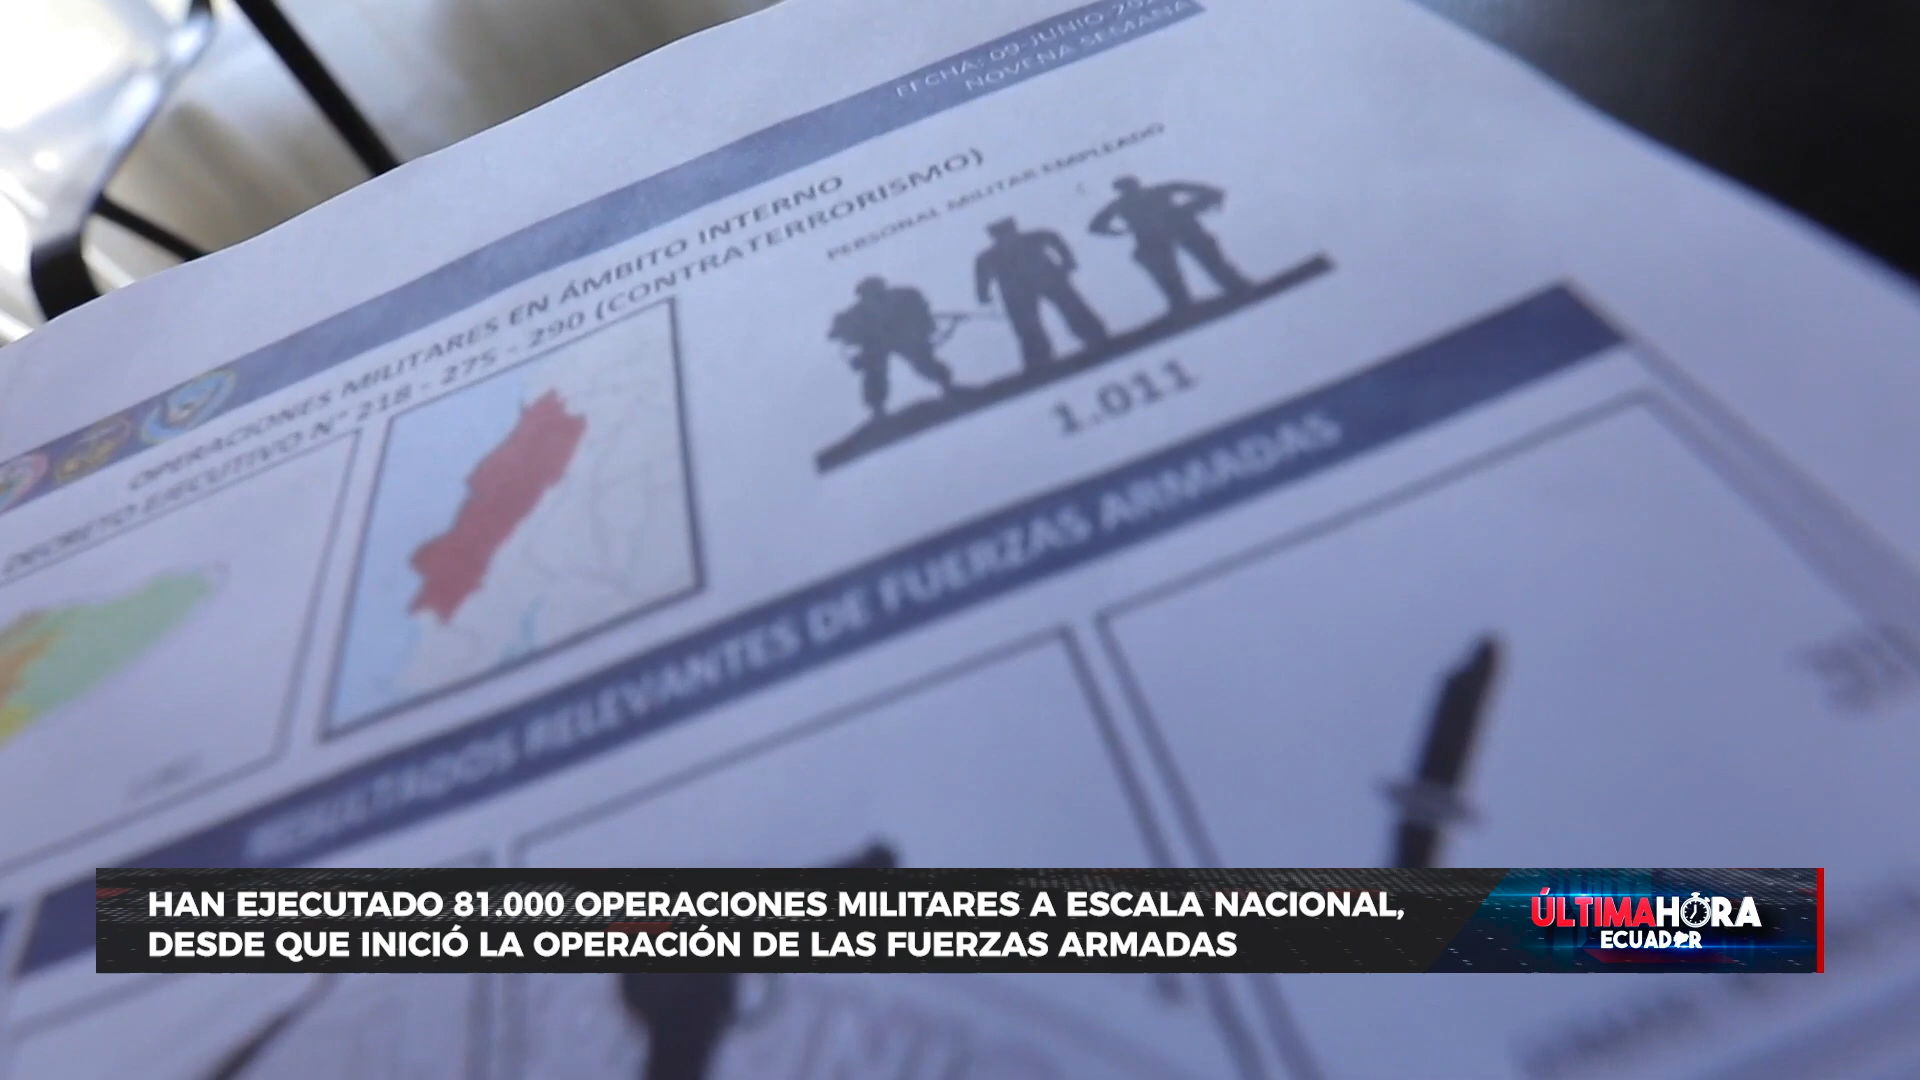 FECHA: 09-JUNIO-202
NOVENA SEMANA
OPERACIONES MILITARES EN ÁMBITO INTERNO
DECRETO EJECUTIVO N° 218 - 275 - 290 (CONTRATERRORISMO)
PERSONAL MILITAR EMPLEADO
1.011
RESULTADOS RELEVANTES DE FUERZAS ARMADAS
HAN EJECUTADO 81.000 OPERACIONES MILITARES A ESCALA NACIONAL,
DESDE QUE INICIÓ LA OPERACIÓN DE LAS FUERZAS ARMADAS
ÚLTIMAHORA
ECUADOR